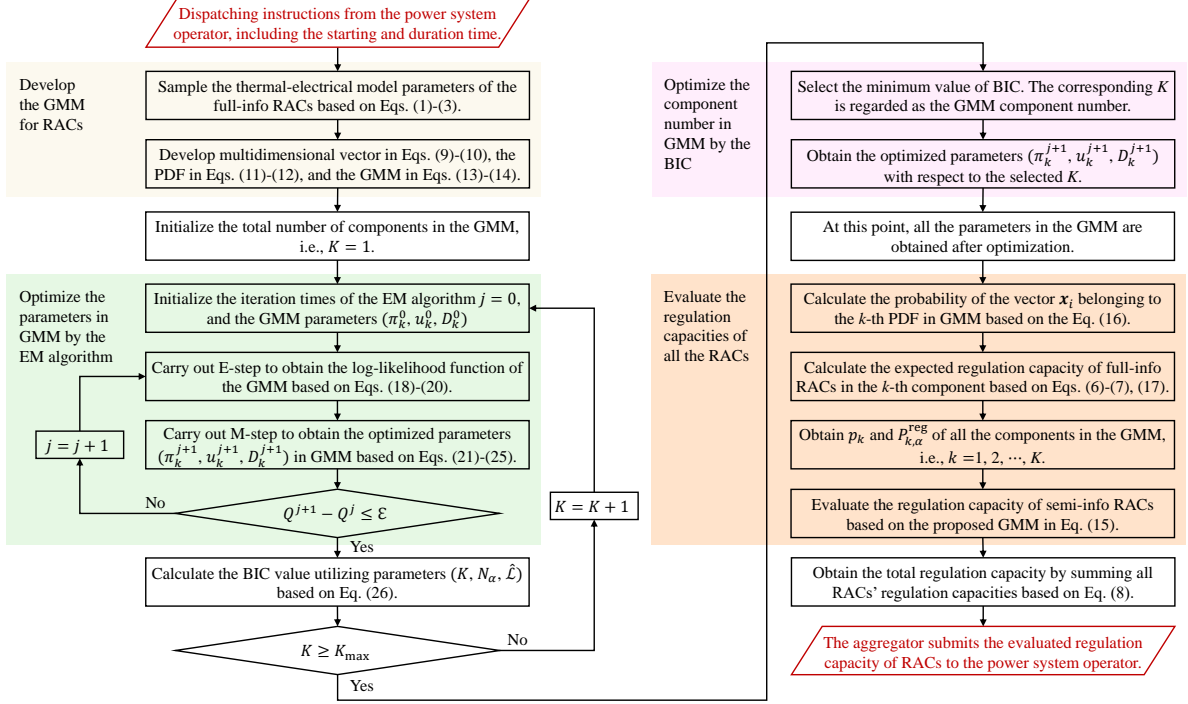 Dispatching instructions from the power system
operator, including the starting and duration time.
Develop
the GMM
for RACs
Sample the thermal-electrical model parameters of the
full-info RACs based on Eqs. (1)-(3).
Develop multidimensional vector in Eqs. (9)-(10), the
PDF in Eqs. (11)-(12), and the GMM in Eqs. (13)-(14).
Initialize the total number of components in the GMM,
i.e., K = 1.
Optimize the
parameters in
GMM by the
EM algorithm
Initialize the iteration times of the EM algorithm j = 0,
and the GMM parameters (π_k^0, u_k^0, D_k^0)
Carry out E-step to obtain the log-likelihood function of
the GMM based on Eqs. (18)-(20).
j = j + 1
Carry out M-step to obtain the optimized parameters
(π_k^{j+1}, u_k^{j+1}, D_k^{j+1}) in GMM based on Eqs. (21)-(25).
No
Q^{j+1} − Q^j ≤ ℇ
Yes
K = K + 1
Calculate the BIC value utilizing parameters (K, N_α, ℒ̂)
based on Eq. (26).
K ≥ K_max
No
Yes
Optimize the
component
number in
GMM by the
BIC
Select the minimum value of BIC. The corresponding K
is regarded as the GMM component number.
Obtain the optimized parameters (π_k^{j+1}, u_k^{j+1}, D_k^{j+1})
with respect to the selected K.
At this point, all the parameters in the GMM are
obtained after optimization.
Evaluate the
regulation
capacities of
all the RACs
Calculate the probability of the vector x_i belonging to
the k-th PDF in GMM based on the Eq. (16).
Calculate the expected regulation capacity of full-info
RACs in the k-th component based on Eqs. (6)-(7), (17).
Obtain p_k and P_{k,α}^{reg} of all the components in the GMM,
i.e., k =1, 2, ⋯, K.
Evaluate the regulation capacity of semi-info RACs
based on the proposed GMM in Eq. (15).
Obtain the total regulation capacity by summing all
RACs' regulation capacities based on Eq. (8).
The aggregator submits the evaluated regulation
capacity of RACs to the power system operator.